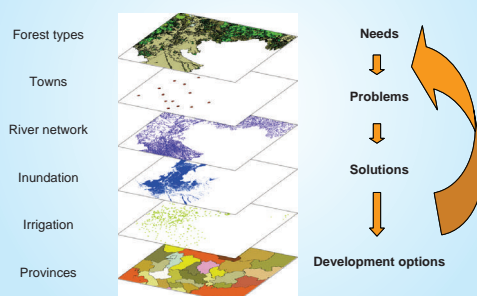 Forest types
Towns
River network
Inundation
Irrigation
Provinces
Needs
Problems
Solutions
Development options